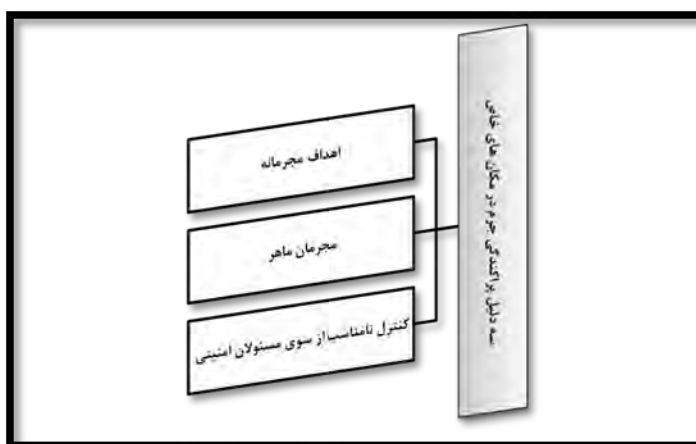 سه دلیل پراکندگی جرم در مکان های خاص
اهداف مجرمانه
مجرمان ماهر
کنترل نامناسب از سوی مسئولان امنیتی